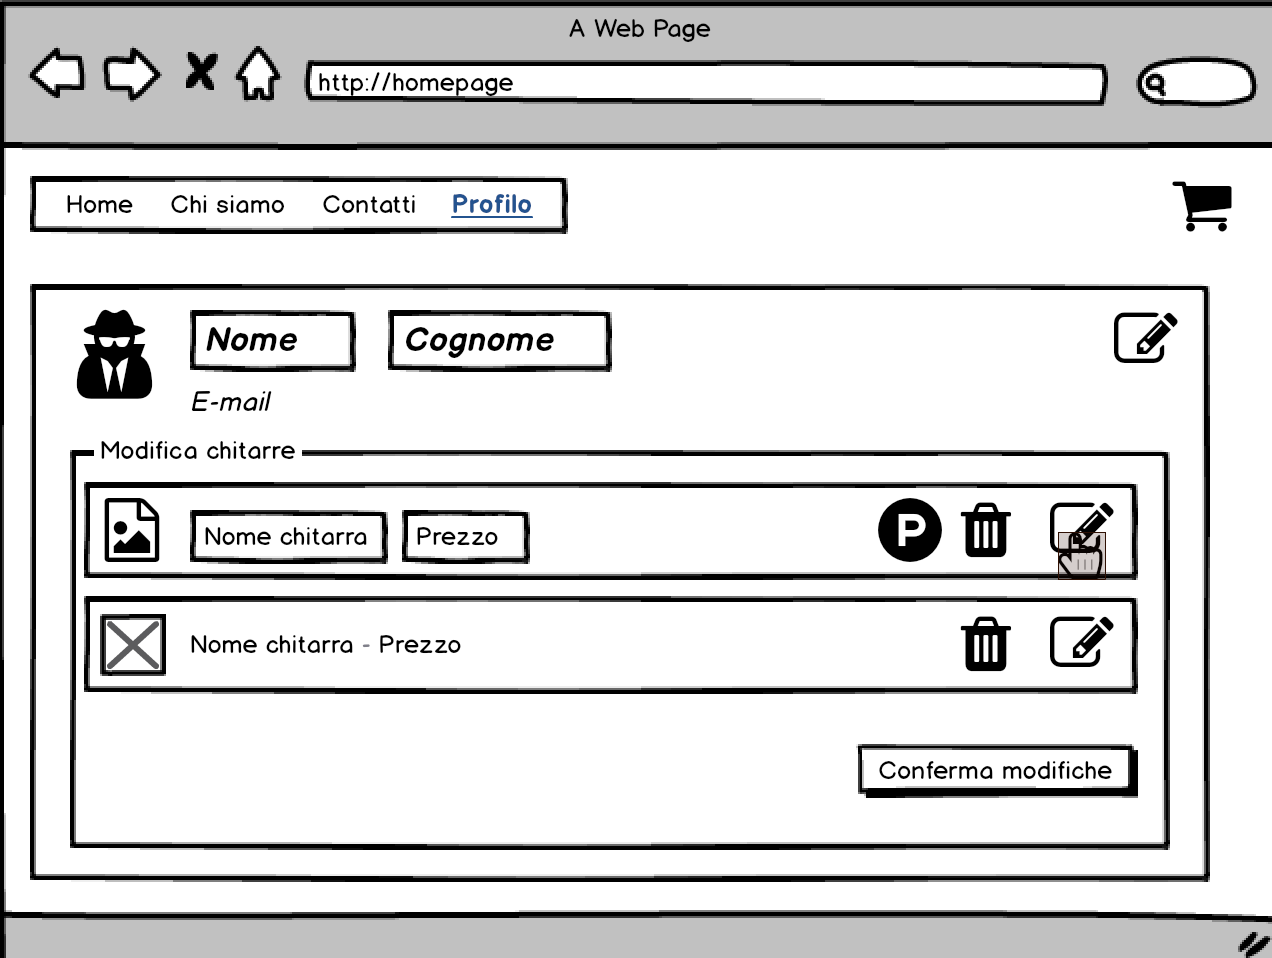 A Web Page
http://homepage
Home Chi siamo Contatti Profilo
Nome Cognome
E-mail
Modifica chitarre
Nome chitarra Prezzo P
Nome chitarra - Prezzo
Conferma modifiche